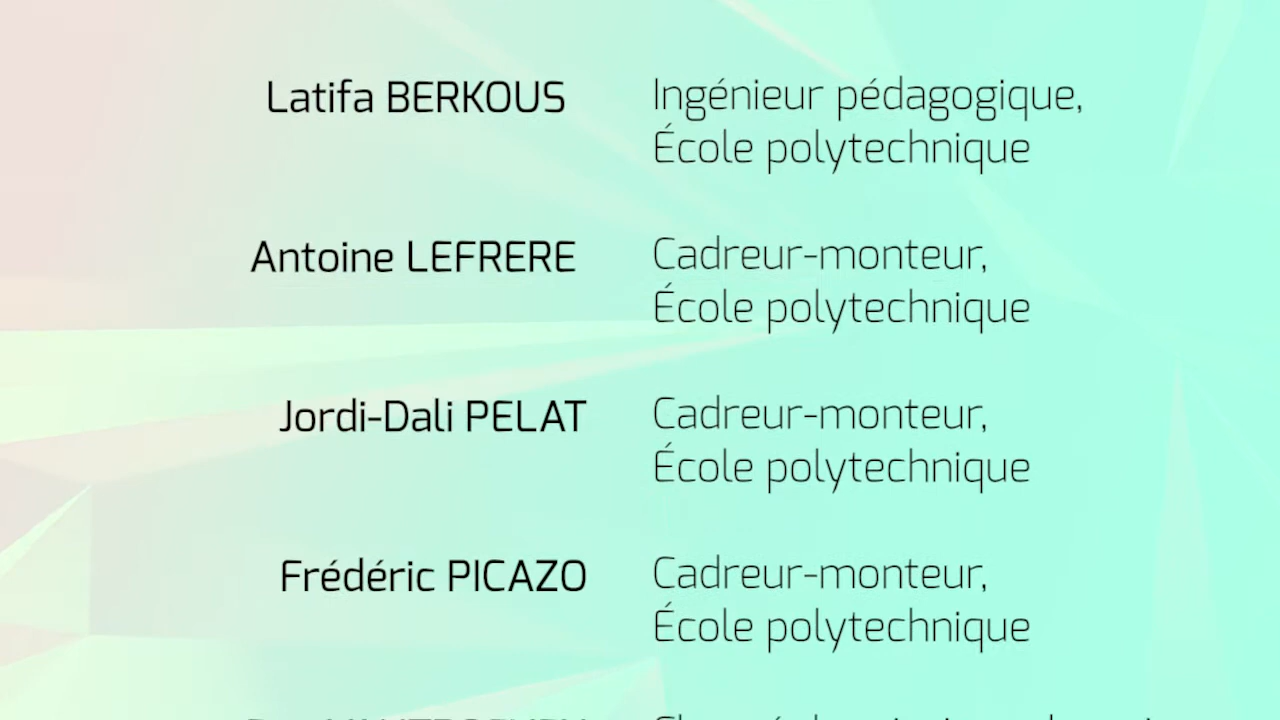 Latifa BERKOUS Ingénieur pédagogique,
École polytechnique
Antoine LEFRERE Cadreur-monteur,
École polytechnique
Jordi-Dali PELAT Cadreur-monteur,
École polytechnique
Frédéric PICAZO Cadreur-monteur,
École polytechnique